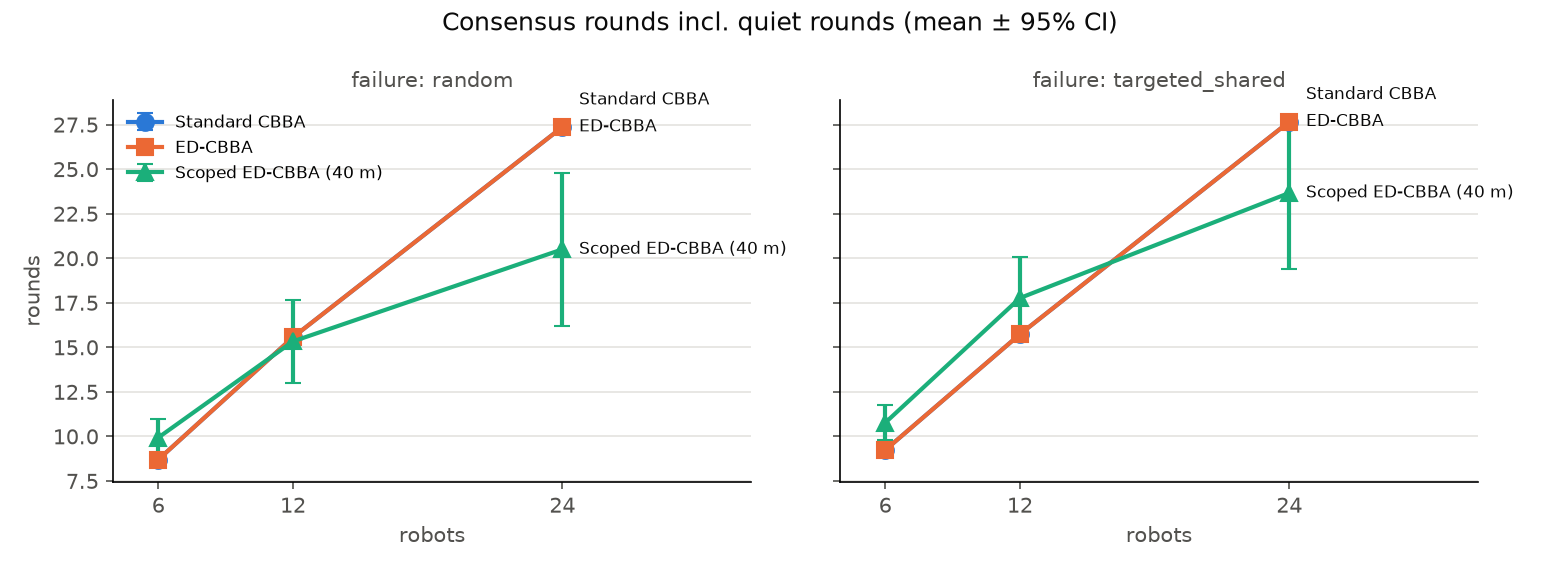 Consensus rounds incl. quiet rounds (mean ± 95% CI)
failure: random
Standard CBBA
ED-CBBA
Scoped ED-CBBA (40 m)
Standard CBBA
ED-CBBA
Scoped ED-CBBA (40 m)
27.5
25.0
22.5
20.0
17.5
15.0
12.5
10.0
7.5
rounds
6
12
24
robots
failure: targeted_shared
Standard CBBA
ED-CBBA
Scoped ED-CBBA (40 m)
6
12
24
robots